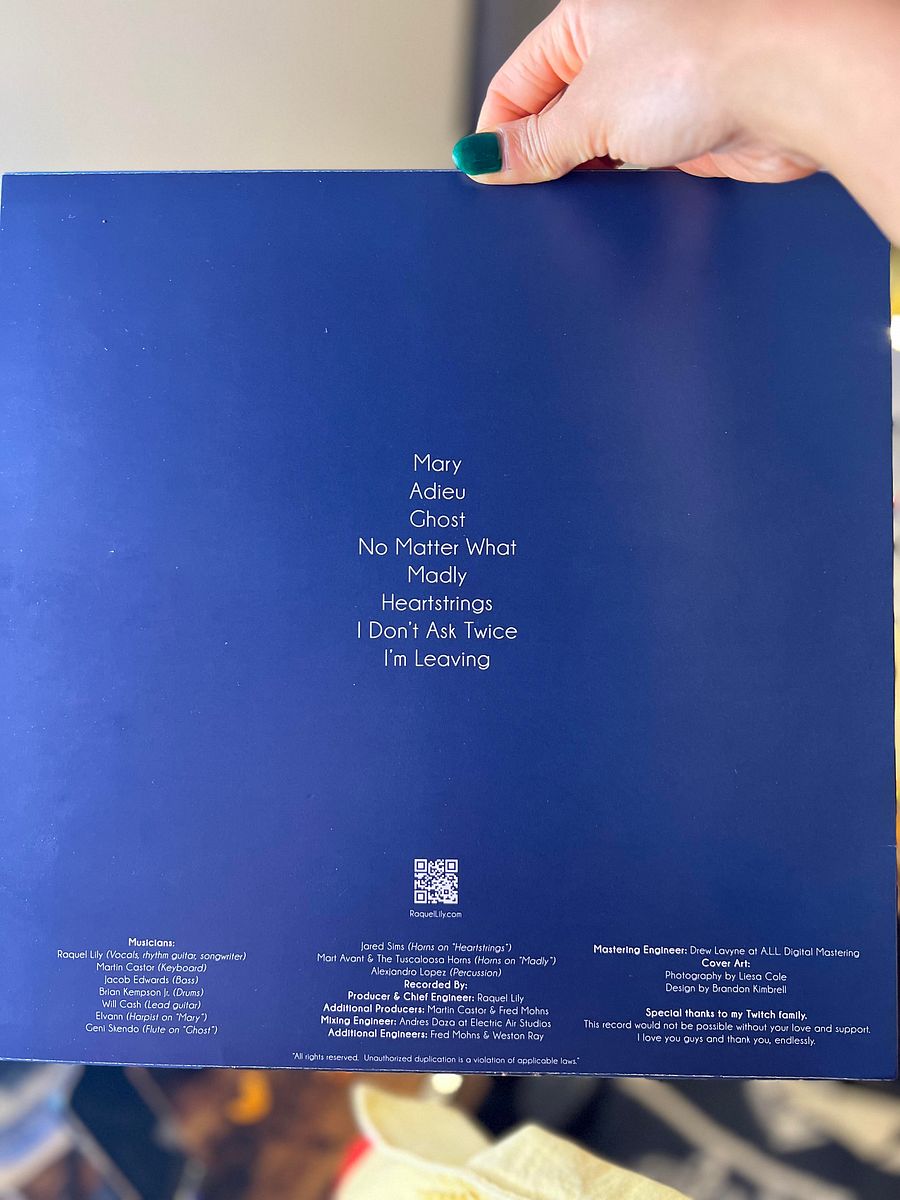 Mary
Adieu
Ghost
No Matter What
Madly
Heartstrings
I Don't Ask Twice
I'm Leaving
RaquelLily.com
Musicians:
Raquel Lily (Vocals, rhythm guitar, songwriter)
Martin Castor (Keyboard)
Jacob Edwards (Bass)
Brian Kempson Jr. (Drums)
Will Cash (Lead guitar)
Elvann (Harpist on "Mary")
Geni Skendo (Flute on "Ghost")
Jared Sims (Horns on "Heartstrings")
Mart Avant & The Tuscaloosa Horns (Horns on "Madly")
Alexjandro Lopez (Percussion)
Recorded By:
Producer & Chief Engineer: Raquel Lily
Additional Producers: Martin Castor & Fred Mohns
Mixing Engineer: Andres Daza at Electric Air Studios
Additional Engineers: Fred Mohns & Weston Ray
Mastering Engineer: Drew Lavyne at A.L.L. Digital Mastering
Cover Art:
Photography by Liesa Cole
Design by Brandon Kimbrell
Special thanks to my Twitch family.
This record would not be possible without your love and support.
I love you guys and thank you, endlessly.
"All rights reserved. Unauthorized duplication is a violation of applicable laws."